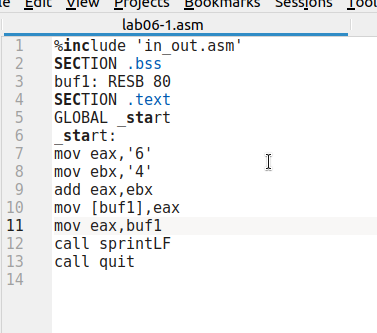 le Edit View Projects Bookmarks Sessions Tool
lab06-1.asm
1 %include 'in_out.asm'
2 SECTION .bss
3 buf1: RESB 80
4 SECTION .text
5 GLOBAL _start
6 _start:
7 mov eax,'6'
8 mov ebx,'4'
9 add eax,ebx
10 mov [buf1],eax
11 mov eax,buf1
12 call sprintLF
13 call quit
14